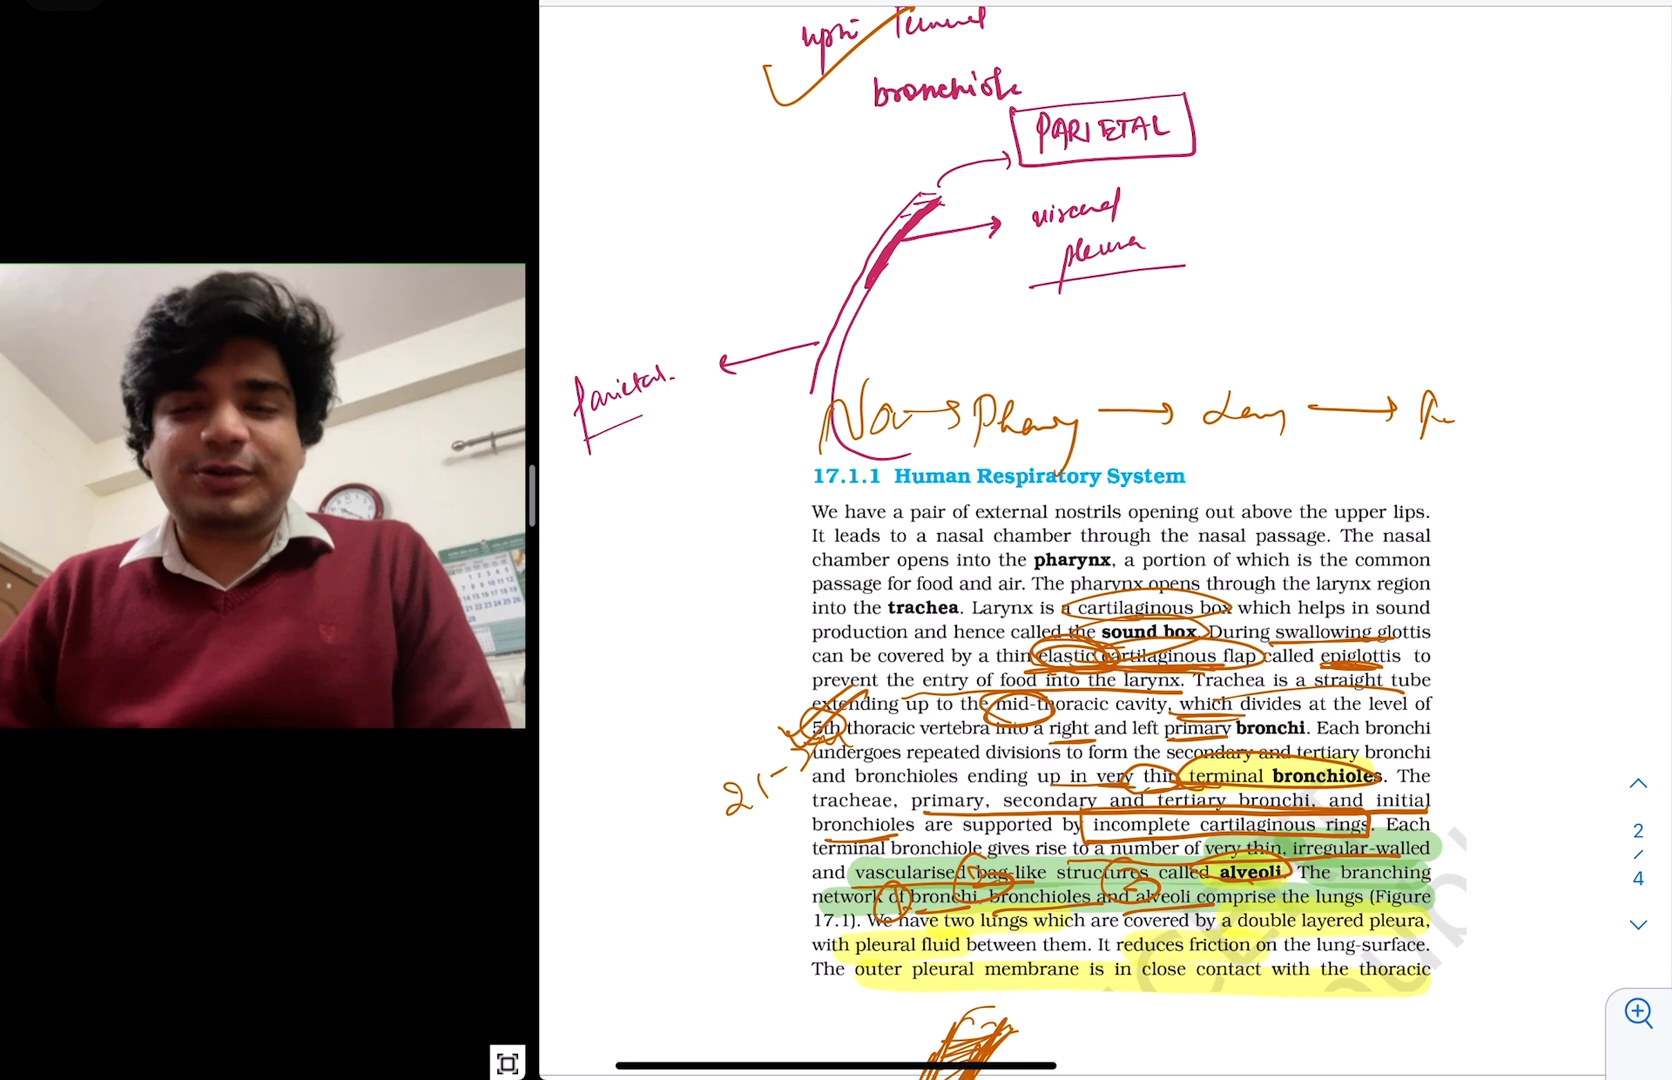 terminal
bronchiole
PARIETAL
visceral
pleura
Parietal.
Phary
17.1.1 Human Respiratory System
We have a pair of external nostrils opening out above the upper lips.
It leads to a nasal chamber through the nasal passage. The nasal
chamber opens into the pharynx, a portion of which is the common
passage for food and air. The pharynx opens through the larynx region
into the trachea. Larynx is a cartilaginous box which helps in sound
production and hence called the sound box. During swallowing glottis
can be covered by a thin elastic cartilaginous flap called epiglottis to
prevent the entry of food into the larynx. Trachea is a straight tube
extending up to the mid-thoracic cavity, which divides at the level of
5th thoracic vertebra into a right and left primary bronchi. Each bronchi
undergoes repeated divisions to form the secondary and tertiary bronchi
and bronchioles ending up in very thin terminal bronchioles. The
tracheae, primary, secondary and tertiary bronchi, and initial
bronchioles are supported by incomplete cartilaginous rings. Each
terminal bronchiole gives rise to a number of very thin, irregular-walled
and vascularised bag-like structures called alveoli. The branching
network of bronchi, bronchioles and alveoli comprise the lungs (Figure
17.1). We have two lungs which are covered by a double layered pleura,
with pleural fluid between them. It reduces friction on the lung-surface.
The outer pleural membrane is in close contact with the thoracic
2
/
4